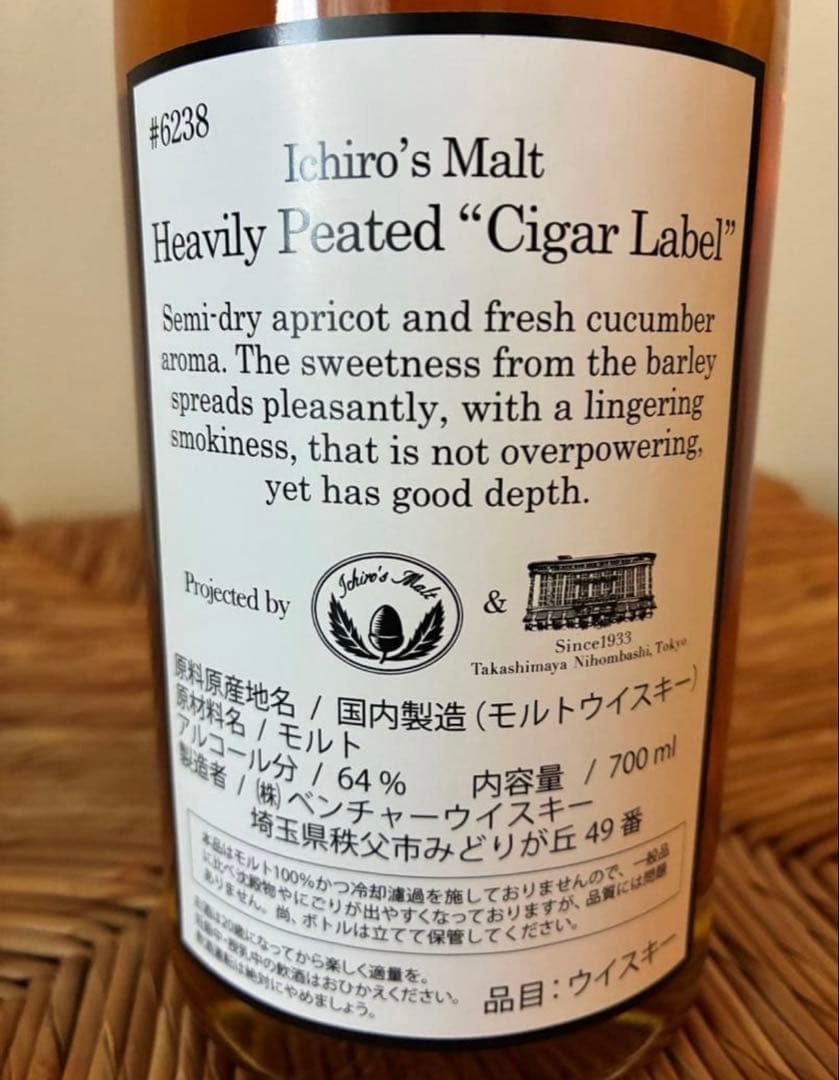 #6238
Ichiro's Malt
Heavily Peated “Cigar Label”
Semi-dry apricot and fresh cucumber
aroma. The sweetness from the barley
spreads pleasantly, with a lingering
smokiness, that is not overpowering,
yet has good depth.
Projected by
Ichiro's Malt
&
Since1933
Takashimaya Nihombashi, Tokyo
原料原産地名 / 国内製造(モルトウイスキー)
原材料名 / モルト
アルコール分 / 64% 内容量 / 700ml
製造者 / ㈱ベンチャーウイスキー
埼玉県秩父市みどりが丘49番
本品はモルト100%かつ冷却濾過を施しておりませんので、一般品
に比べ沈殿物やにごりが出やすくなっておりますが、品質には問題
ありません。尚、ボトルは立てて保管してください。
お酒は20歳になってから楽しく適量を。
妊娠中・授乳中の飲酒はおひかえください。
飲酒運転は絶対にやめましょう。
品目:ウイスキー